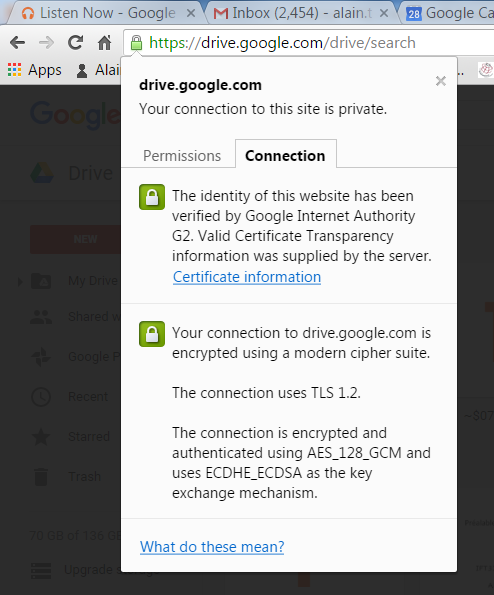 Listen Now - Google
Inbox (2,454) - alain.t
28 Google Ca
https://drive.google.com/drive/search
Apps Alai
drive.google.com
Your connection to this site is private.
Permissions Connection
The identity of this website has been
verified by Google Internet Authority
G2. Valid Certificate Transparency
information was supplied by the server.
Certificate information
Your connection to drive.google.com is
encrypted using a modern cipher suite.
The connection uses TLS 1.2.
The connection is encrypted and
authenticated using AES_128_GCM and
uses ECDHE_ECDSA as the key
exchange mechanism.
What do these mean?
Google
Drive
NEW
My Drive
Shared w
Google P
Recent
Starred
Trash
70 GB of 136 GB
Upgrade storage
~$07